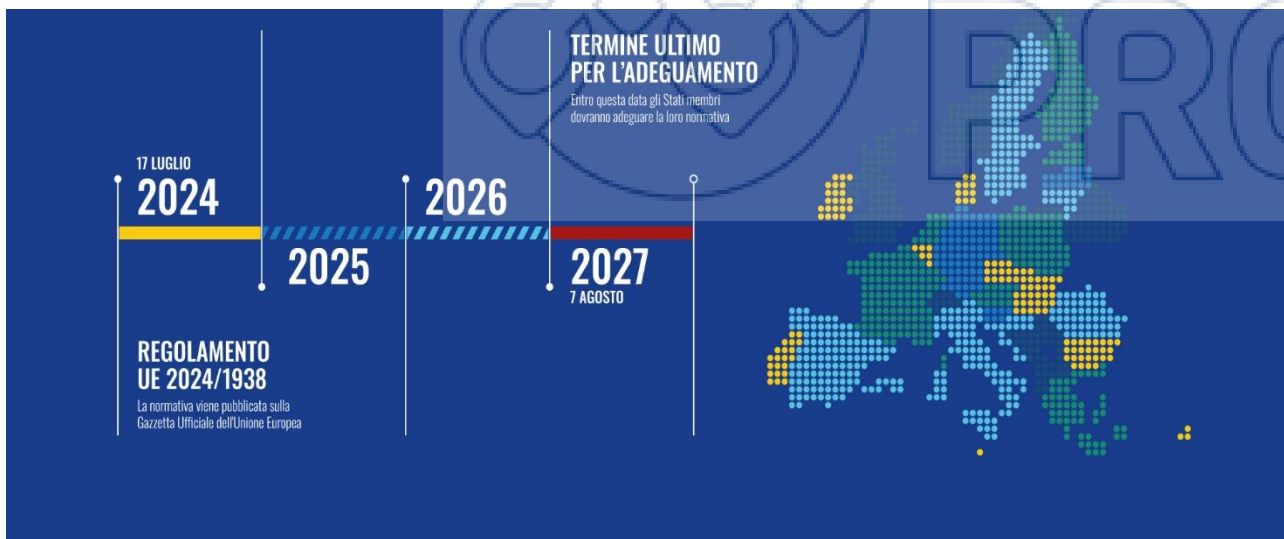 TERMINE ULTIMO
PER L'ADEGUAMENTO
Entro questa data gli Stati membri
dovranno adeguare la loro normativa
17 LUGLIO
2024
2026
2025
2027
7 AGOSTO
REGOLAMENTO
UE 2024/1938
La normativa viene pubblicata sulla
Gazzetta Ufficiale dell'Unione Europea